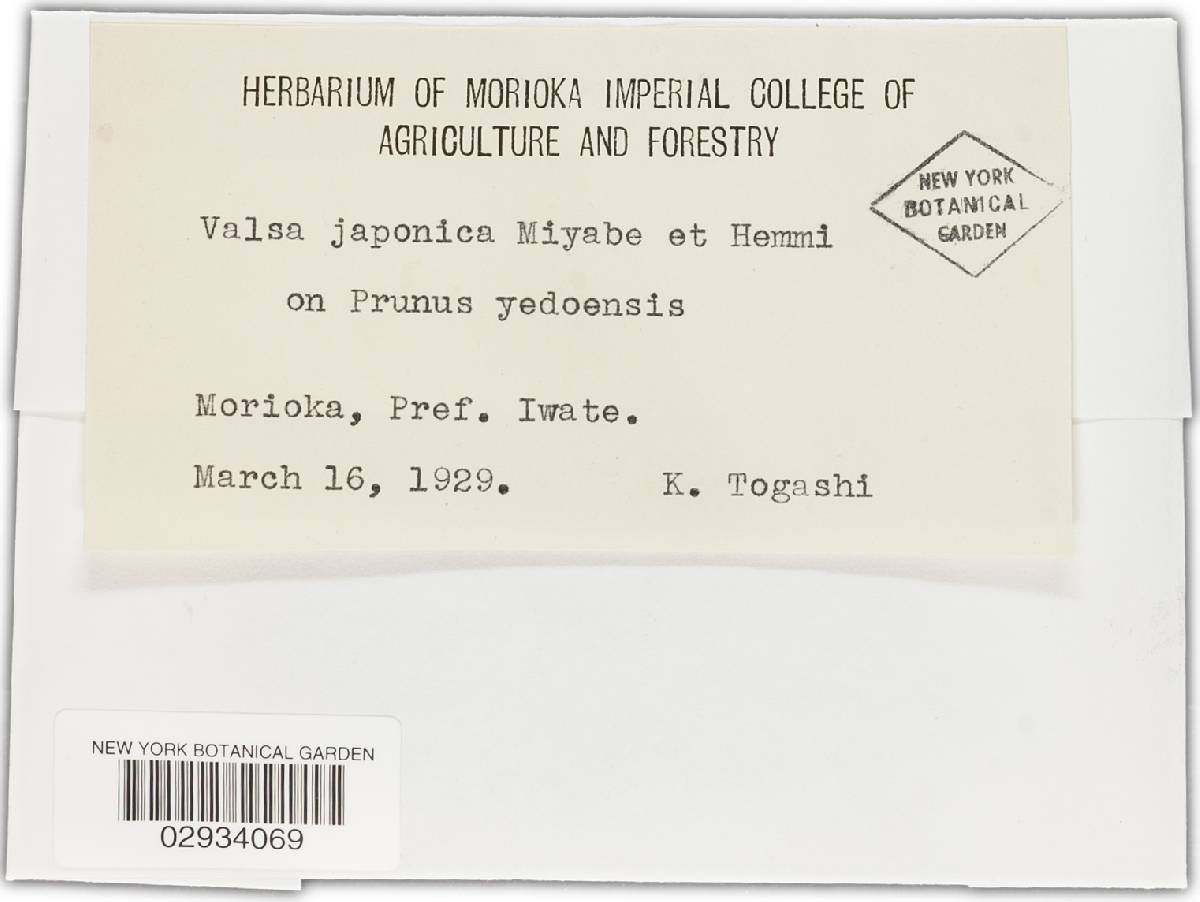 HERBARIUM OF MORIOKA IMPERIAL COLLEGE OF
AGRICULTURE AND FORESTRY
NEW YORK
BOTANICAL
GARDEN
Valsa japonica Miyabe et Hemmi
on Prunus yedoensis
Morioka, Pref. Iwate.
March 16, 1929. K. Togashi
NEW YORK BOTANICAL GARDEN
02934069